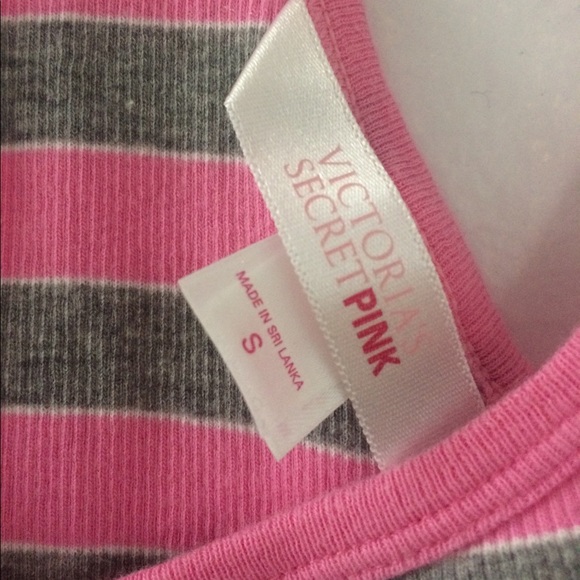 VICTORIA'S
SECRET PINK
MADE IN SRI LANKA
S